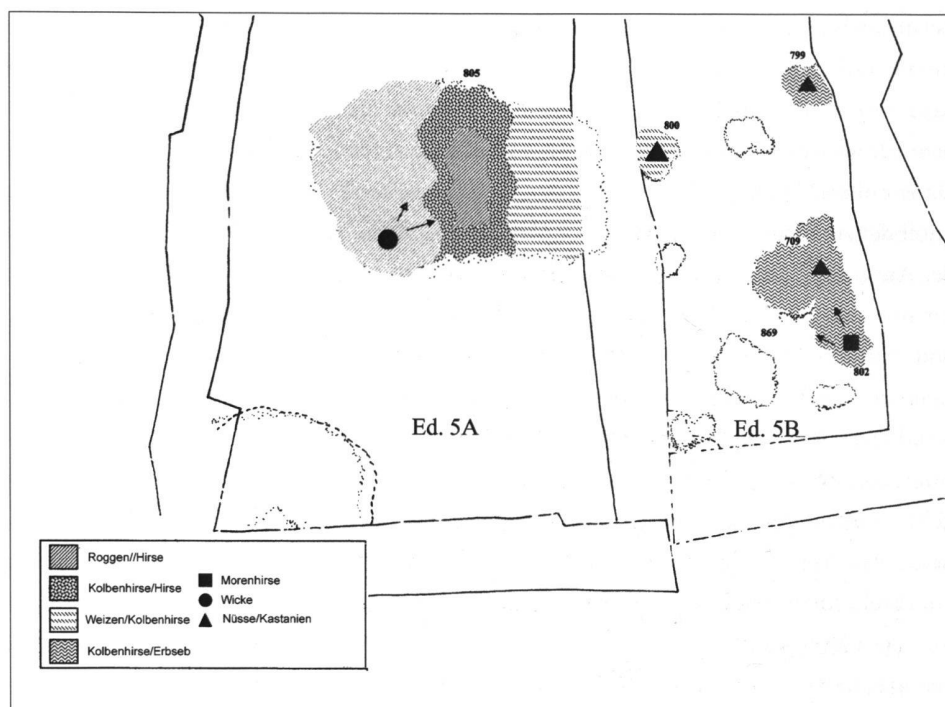 805
799
800
709
869
802
Ed. 5A
Ed. 5B
Roggen//Hirse
Kolbenhirse/Hirse
Weizen/Kolbenhirse
Kolbenhirse/Erbseb
Morenhirse
Wicke
Nüsse/Kastanien